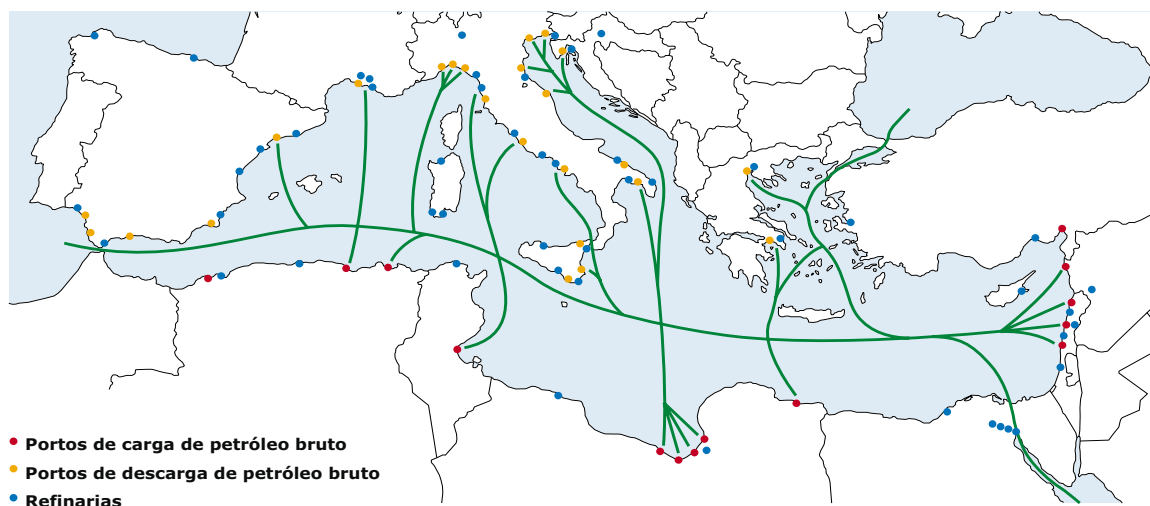 Portos de carga de petróleo bruto
Portos de descarga de petróleo bruto
Refinarias